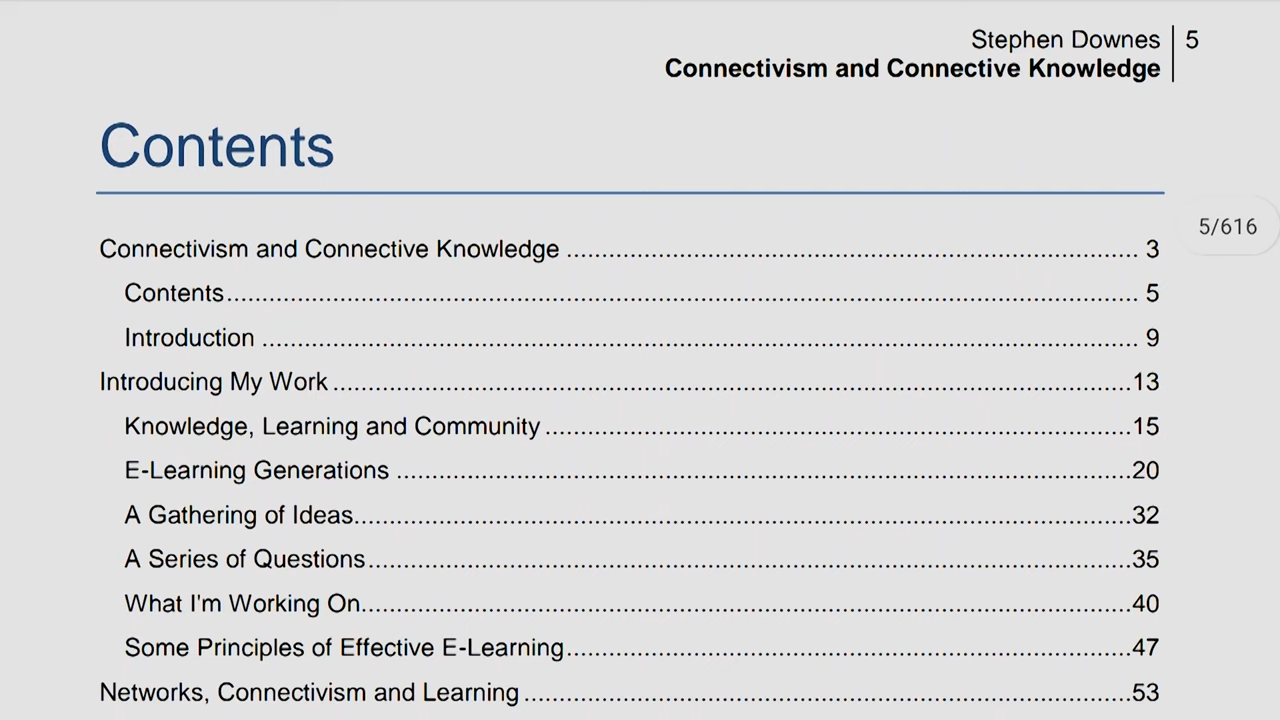 Stephen Downes | 5
Connectivism and Connective Knowledge
Contents
5/616
Connectivism and Connective Knowledge ........................................ 3
Contents ........................................ 5
Introduction ........................................ 9
Introducing My Work ........................................ 13
Knowledge, Learning and Community ........................................ 15
E-Learning Generations ........................................ 20
A Gathering of Ideas ........................................ 32
A Series of Questions ........................................ 35
What I'm Working On ........................................ 40
Some Principles of Effective E-Learning ........................................ 47
Networks, Connectivism and Learning ........................................ 53